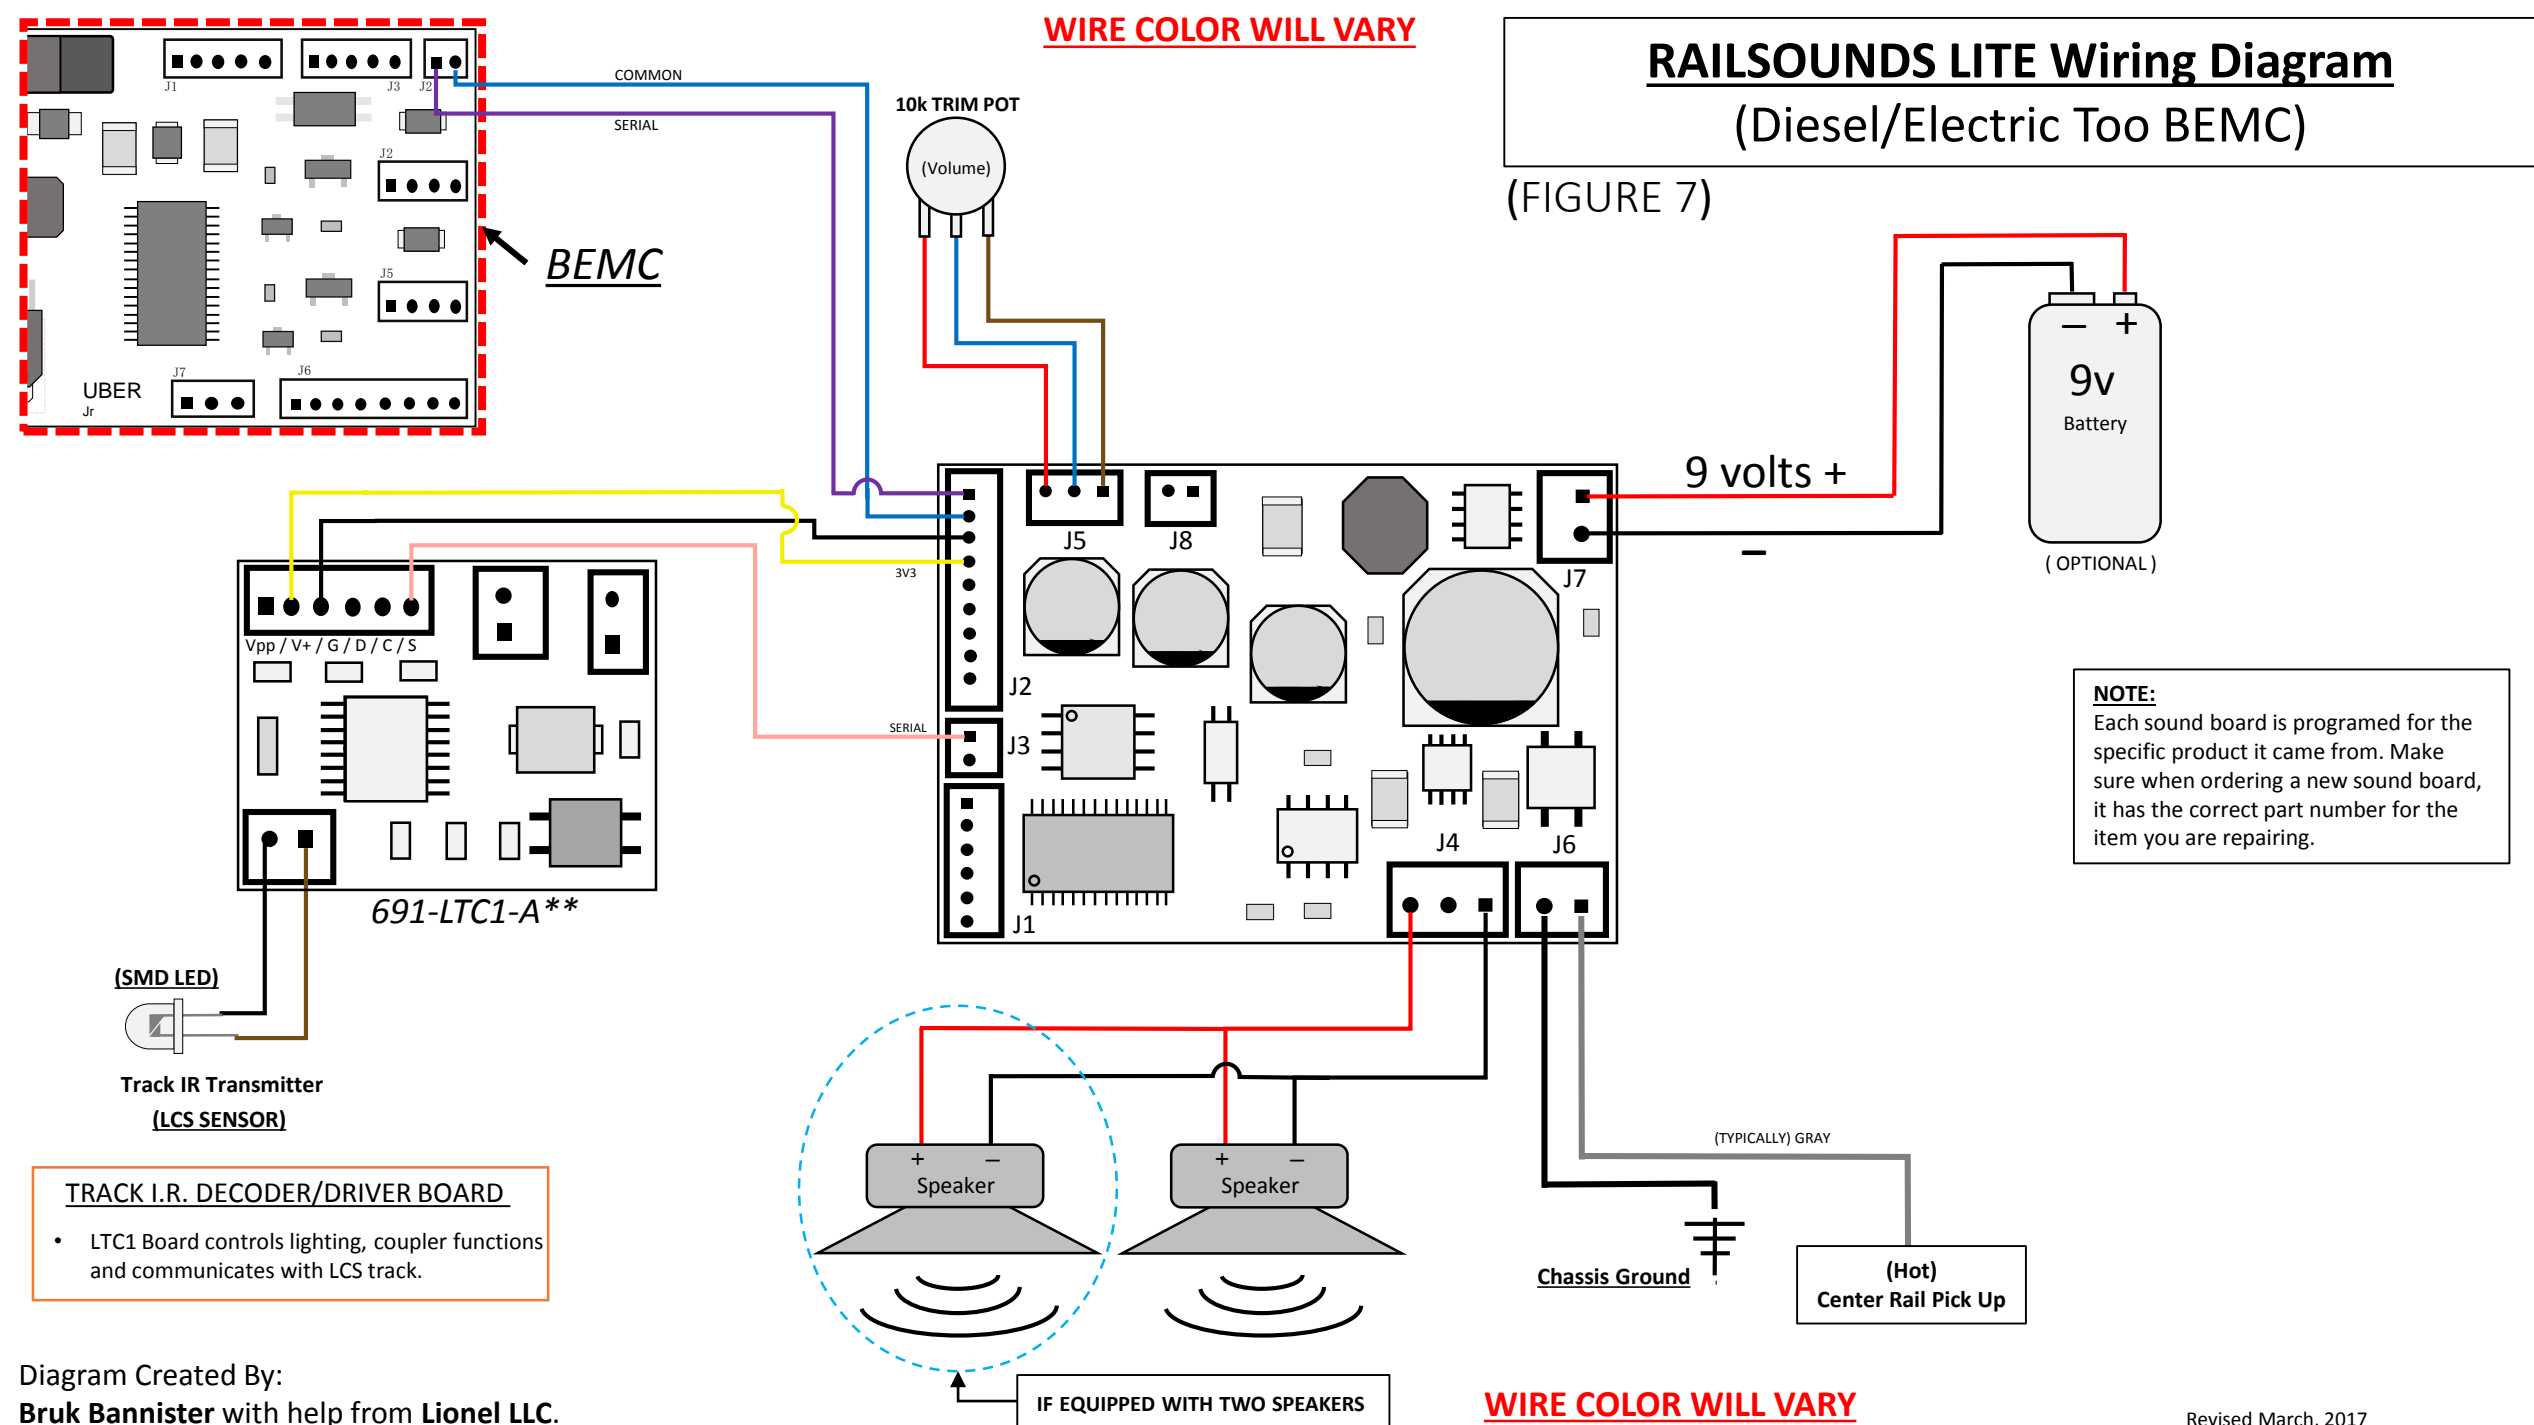 WIRE COLOR WILL VARY
RAILSOUNDS LITE Wiring Diagram
(Diesel/Electric Too BEMC)
(FIGURE 7)
J1
J3
J2
COMMON
SERIAL
J2
J5
J7
J6
UBER
Jr
BEMC
10k TRIM POT
(Volume)
9 volts +
–
– +
9v
Battery
( OPTIONAL )
J5
J8
J7
3V3
J2
SERIAL
J3
J1
J4
J6
Vpp / V+ / G / D / C / S
691-LTC1-A**
NOTE:
Each sound board is programed for the
specific product it came from. Make
sure when ordering a new sound board,
it has the correct part number for the
item you are repairing.
(SMD LED)
Track IR Transmitter
(LCS SENSOR)
TRACK I.R. DECODER/DRIVER BOARD
• LTC1 Board controls lighting, coupler functions
and communicates with LCS track.
+ –
Speaker
+ –
Speaker
(TYPICALLY) GRAY
Chassis Ground
(Hot)
Center Rail Pick Up
IF EQUIPPED WITH TWO SPEAKERS
Diagram Created By:
Bruk Bannister with help from Lionel LLC.
WIRE COLOR WILL VARY
Revised March, 2017